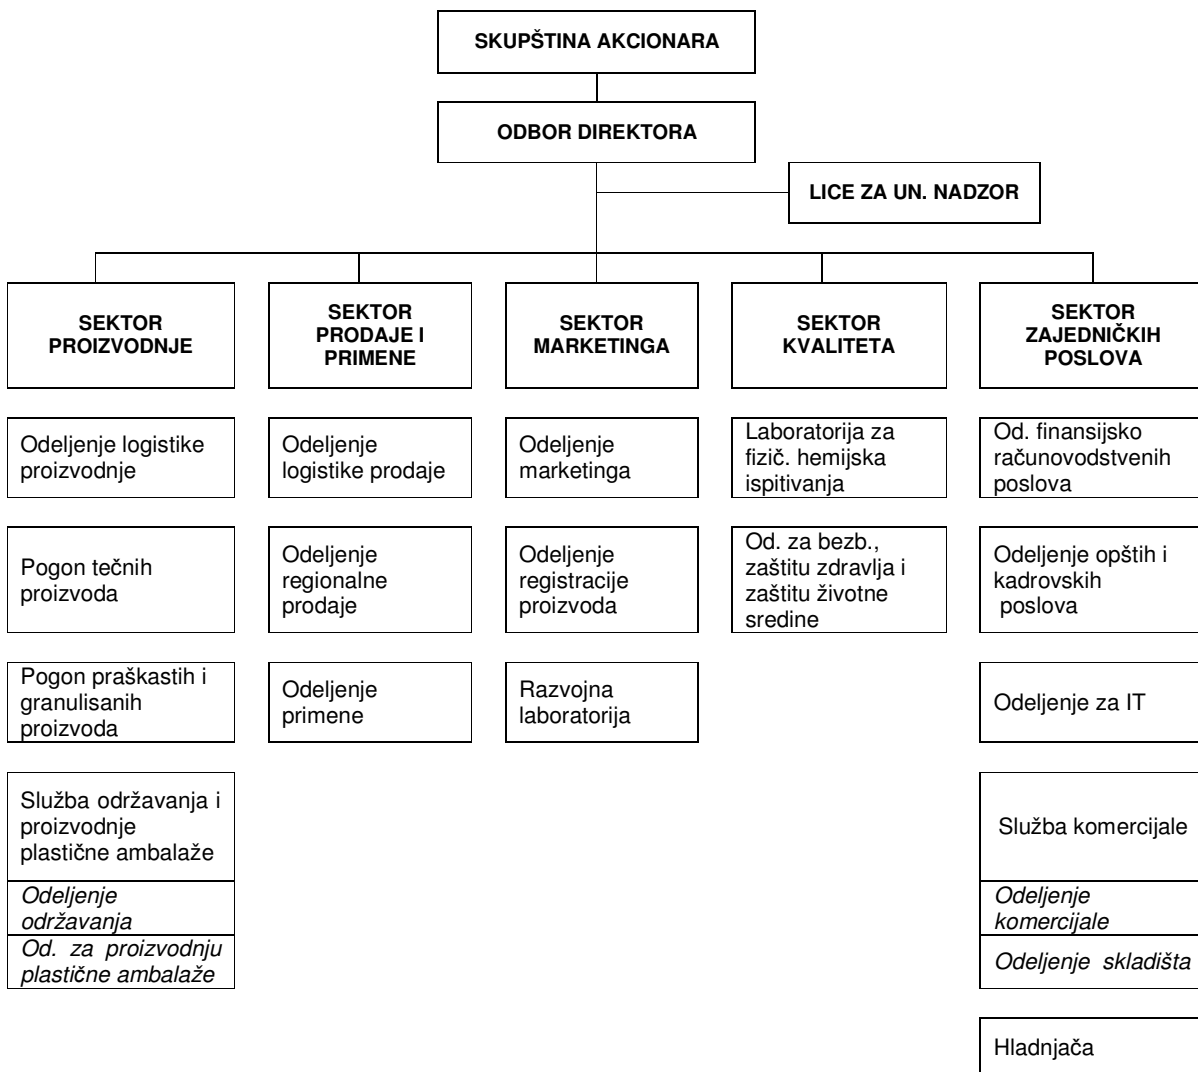 SKUPŠTINA AKCIONARA
ODBOR DIREKTORA
LICE ZA UN. NADZOR
SEKTOR
PROIZVODNJE
SEKTOR
PRODAJE I
PRIMENE
SEKTOR
MARKETINGA
SEKTOR
KVALITETA
SEKTOR
ZAJEDNIČKIH
POSLOVA
Odeljenje logistike
proizvodnje
Odeljenje
logistike prodaje
Odeljenje
marketinga
Laboratorija za
fizič. hemijska
ispitivanja
Od. finansijsko
računovodstvenih
poslova
Pogon tečnih
proizvoda
Odeljenje
regionalne
prodaje
Odeljenje
registracije
proizvoda
Od. za bezb.,
zaštitu zdravlja i
zaštitu životne
sredine
Odeljenje opštih i
kadrovskih
poslova
Pogon praškastih i
granulisanih
proizvoda
Odeljenje
primene
Razvojna
laboratorija
Odeljenje za IT
Služba održavanja i
proizvodnje
plastične ambalaže
Služba komercijale
Odeljenje
održavanja
Odeljenje
komercijale
Od. za proizvodnju
plastične ambalaže
Odeljenje skladišta
Hladnjača